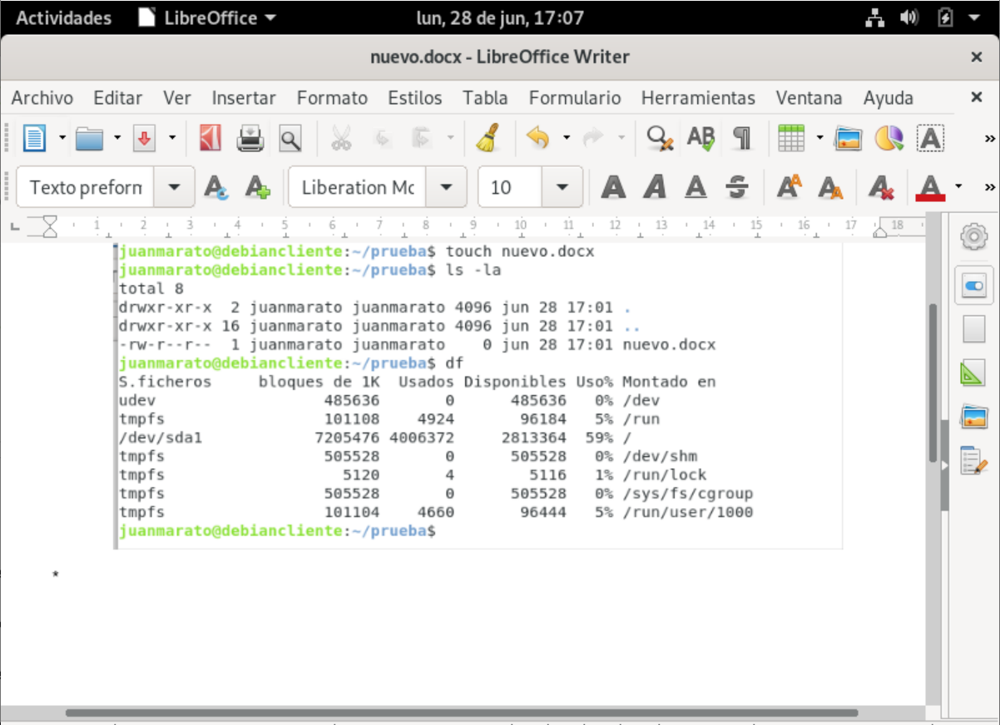 Actividades LibreOffice lun, 28 de jun, 17:07
nuevo.docx - LibreOffice Writer
Archivo Editar Ver Insertar Formato Estilos Tabla Formulario Herramientas Ventana Ayuda
Texto preforn Liberation Mc 10
1 2 3 4 5 6 7 8 9 10 11 12 13 14 15 16 17 18
juanmarato@debiancliente:~/prueba$ touch nuevo.docx
juanmarato@debiancliente:~/prueba$ ls -la
total 8
drwxr-xr-x  2 juanmarato juanmarato 4096 jun 28 17:01 .
drwxr-xr-x 16 juanmarato juanmarato 4096 jun 28 17:01 ..
-rw-r--r--  1 juanmarato juanmarato    0 jun 28 17:01 nuevo.docx
juanmarato@debiancliente:~/prueba$ df
S.ficheros     bloques de 1K  Usados Disponibles Uso% Montado en
udev                  485636       0      485636   0% /dev
tmpfs                 101108    4924       96184   5% /run
/dev/sda1            7205476 4006372     2813364  59% /
tmpfs                 505528       0      505528   0% /dev/shm
tmpfs                   5120       4        5116   1% /run/lock
tmpfs                 505528       0      505528   0% /sys/fs/cgroup
tmpfs                 101104    4660       96444   5% /run/user/1000
juanmarato@debiancliente:~/prueba$
*